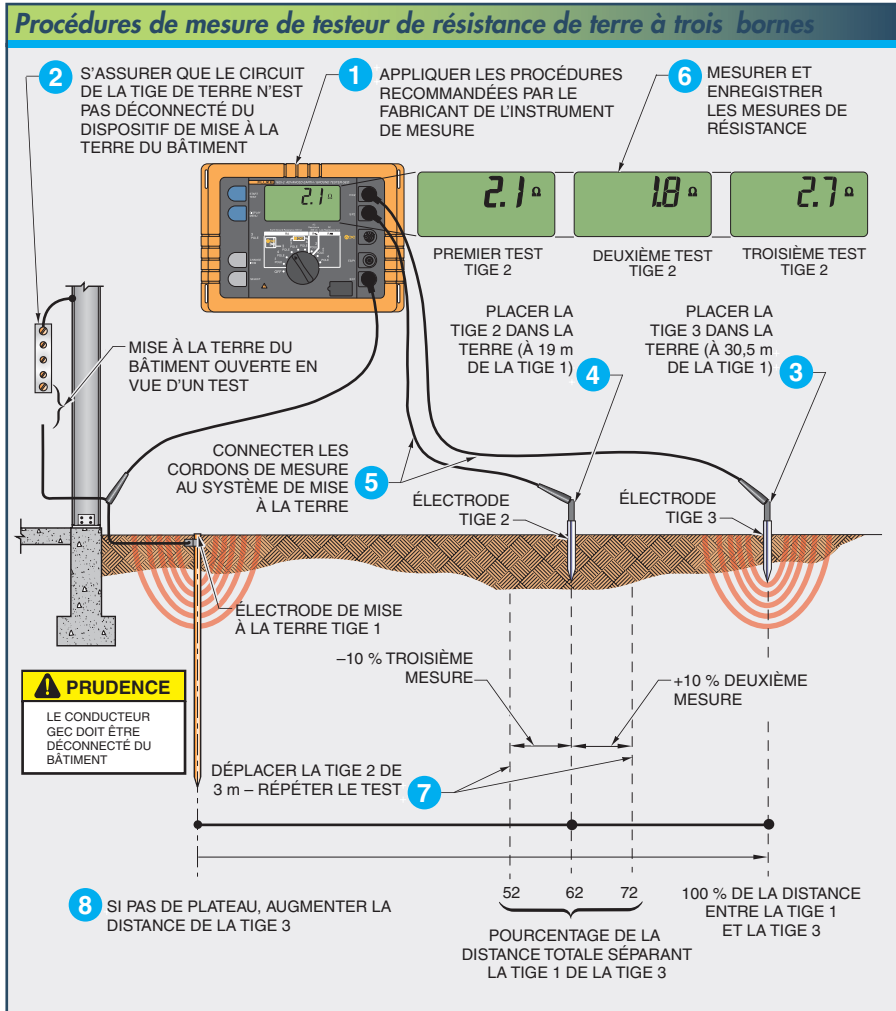 Procédures de mesure de testeur de résistance de terre à trois bornes
2
S'ASSURER QUE LE CIRCUIT
DE LA TIGE DE TERRE N'EST
PAS DÉCONNECTÉ DU
DISPOSITIF DE MISE À LA
TERRE DU BÂTIMENT
1
APPLIQUER LES PROCÉDURES
RECOMMANDÉES PAR LE
FABRICANT DE L'INSTRUMENT
DE MESURE
6
MESURER ET
ENREGISTRER
LES MESURES DE
RÉSISTANCE
2.1 Ω
2.1 Ω
1.8 Ω
2.7 Ω
PREMIER TEST
TIGE 2
DEUXIÈME TEST
TIGE 2
TROISIÈME TEST
TIGE 2
MISE À LA TERRE DU
BÂTIMENT OUVERTE EN
VUE D'UN TEST
PLACER LA
TIGE 2 DANS LA
TERRE (À 19 m
DE LA TIGE 1)
4
PLACER LA
TIGE 3 DANS LA
TERRE (À 30,5 m
DE LA TIGE 1)
3
CONNECTER LES
CORDONS DE MESURE
AU SYSTÈME DE MISE
À LA TERRE
5
ÉLECTRODE
TIGE 2
ÉLECTRODE
TIGE 3
ÉLECTRODE DE MISE
À LA TERRE TIGE 1
–10 % TROISIÈME
MESURE
+10 % DEUXIÈME
MESURE
PRUDENCE
LE CONDUCTEUR
GEC DOIT ÊTRE
DÉCONNECTÉ DU
BÂTIMENT
DÉPLACER LA TIGE 2 DE
3 m – RÉPÉTER LE TEST
7
8
SI PAS DE PLATEAU, AUGMENTER LA
DISTANCE DE LA TIGE 3
52 62 72
POURCENTAGE DE LA
DISTANCE TOTALE SÉPARANT
LA TIGE 1 DE LA TIGE 3
100 % DE LA DISTANCE
ENTRE LA TIGE 1
ET LA TIGE 3